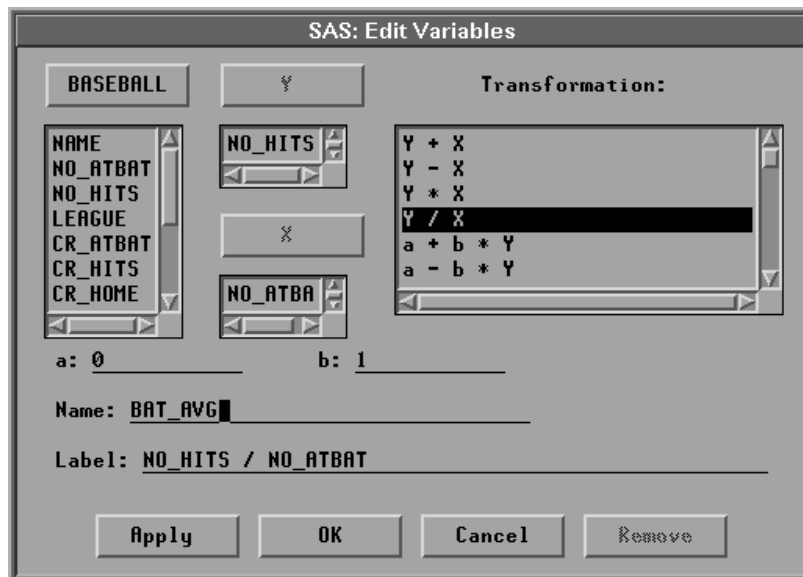 SAS: Edit Variables
BASEBALL
Y
Transformation:
NAME
NO_ATBAT
NO_HITS
LEAGUE
CR_ATBAT
CR_HITS
CR_HOME
NO_HITS
X
NO_ATBA
Y + X
Y - X
Y * X
Y / X
a + b * Y
a - b * Y
a: 0
b: 1
Name: BAT_AVG
Label: NO_HITS / NO_ATBAT
Apply
OK
Cancel
Remove